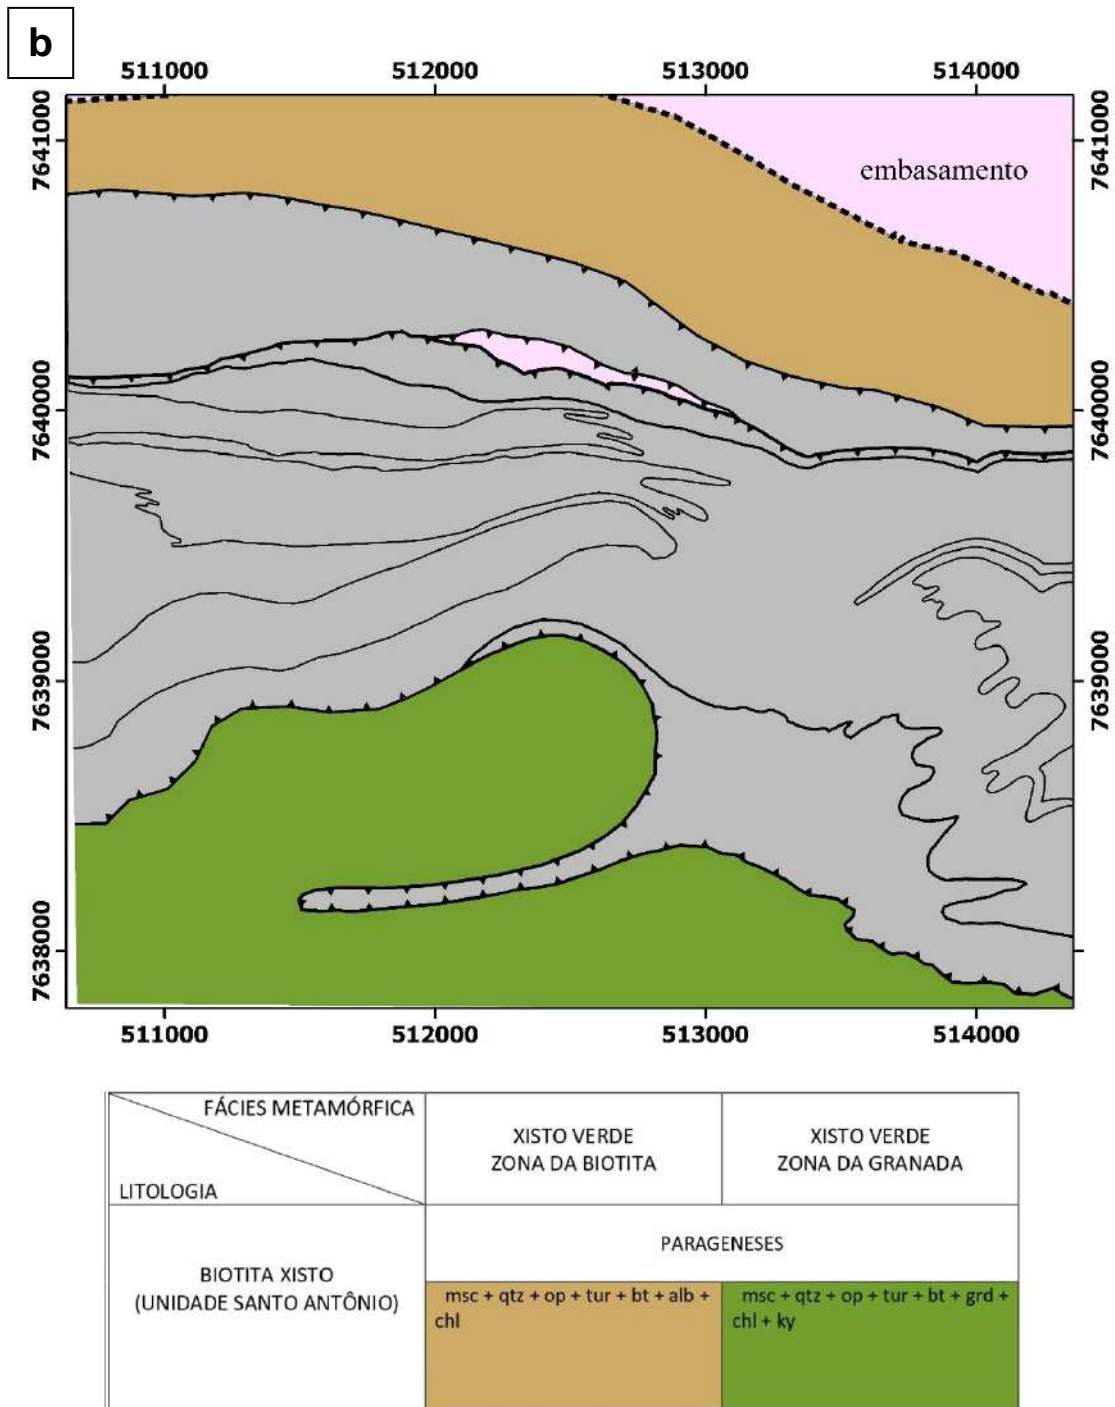 b
511000 512000 513000 514000
7641000 7641000
embasamento
7640000 7640000
7639000 7639000
7638000
511000 512000 513000 514000
FÁCIES METAMÓRFICA
LITOLOGIA
XISTO VERDE
ZONA DA BIOTITA
XISTO VERDE
ZONA DA GRANADA
BIOTITA XISTO
(UNIDADE SANTO ANTÔNIO)
PARAGENESES
msc + qtz + op + tur + bt + alb +
chl
msc + qtz + op + tur + bt + grd +
chl + ky